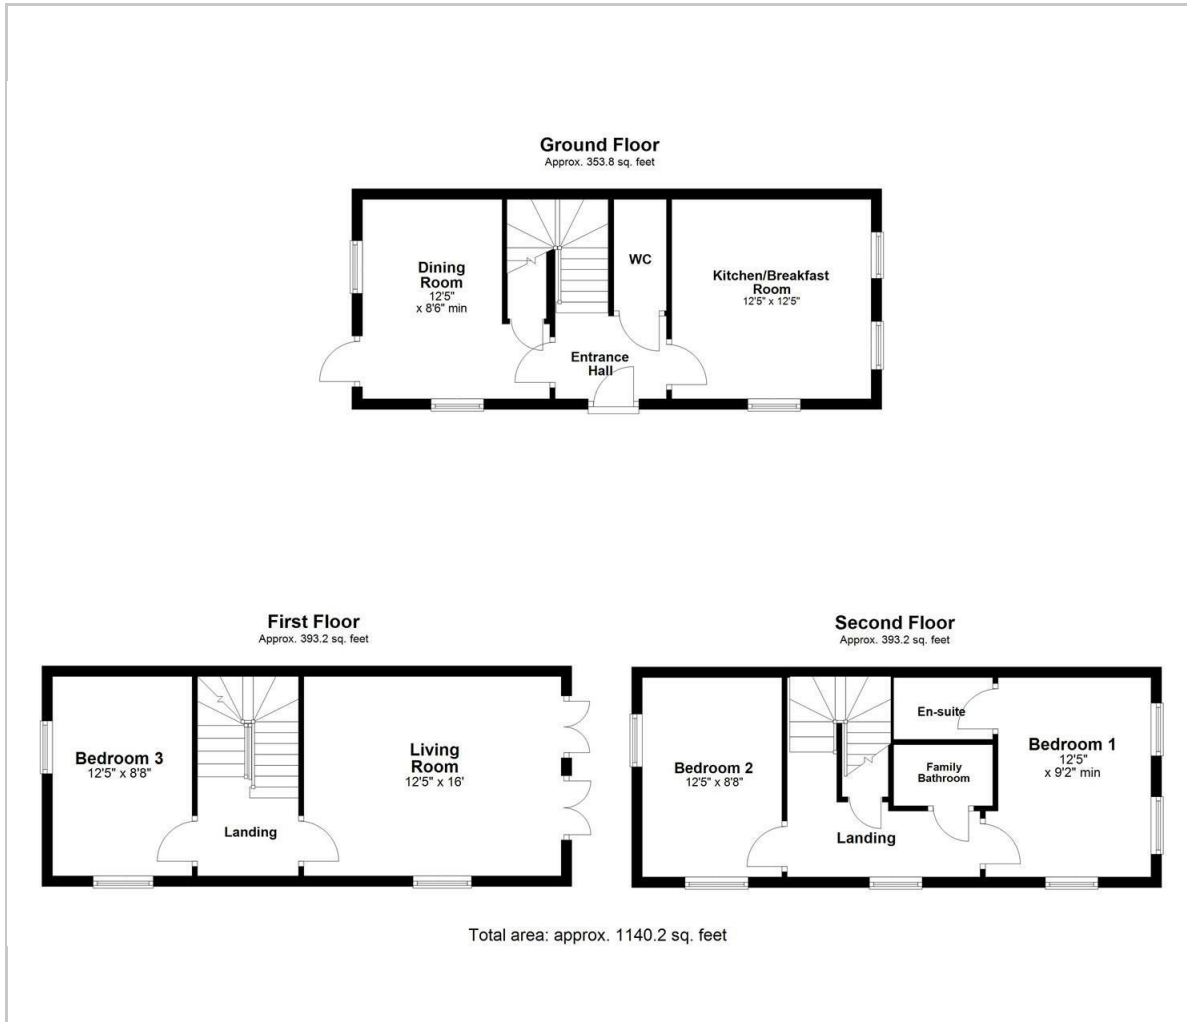 Ground Floor
Approx. 353.8 sq. feet
Dining
Room
12'5"
x 8'6" min
WC
Kitchen/Breakfast
Room
12'5" x 12'5"
Entrance
Hall
First Floor
Approx. 393.2 sq. feet
Bedroom 3
12'5" x 8'8"
Living
Room
12'5" x 16'
Landing
Second Floor
Approx. 393.2 sq. feet
En-suite
Bedroom 1
12'5"
x 9'2" min
Bedroom 2
12'5" x 8'8"
Family
Bathroom
Landing
Total area: approx. 1140.2 sq. feet